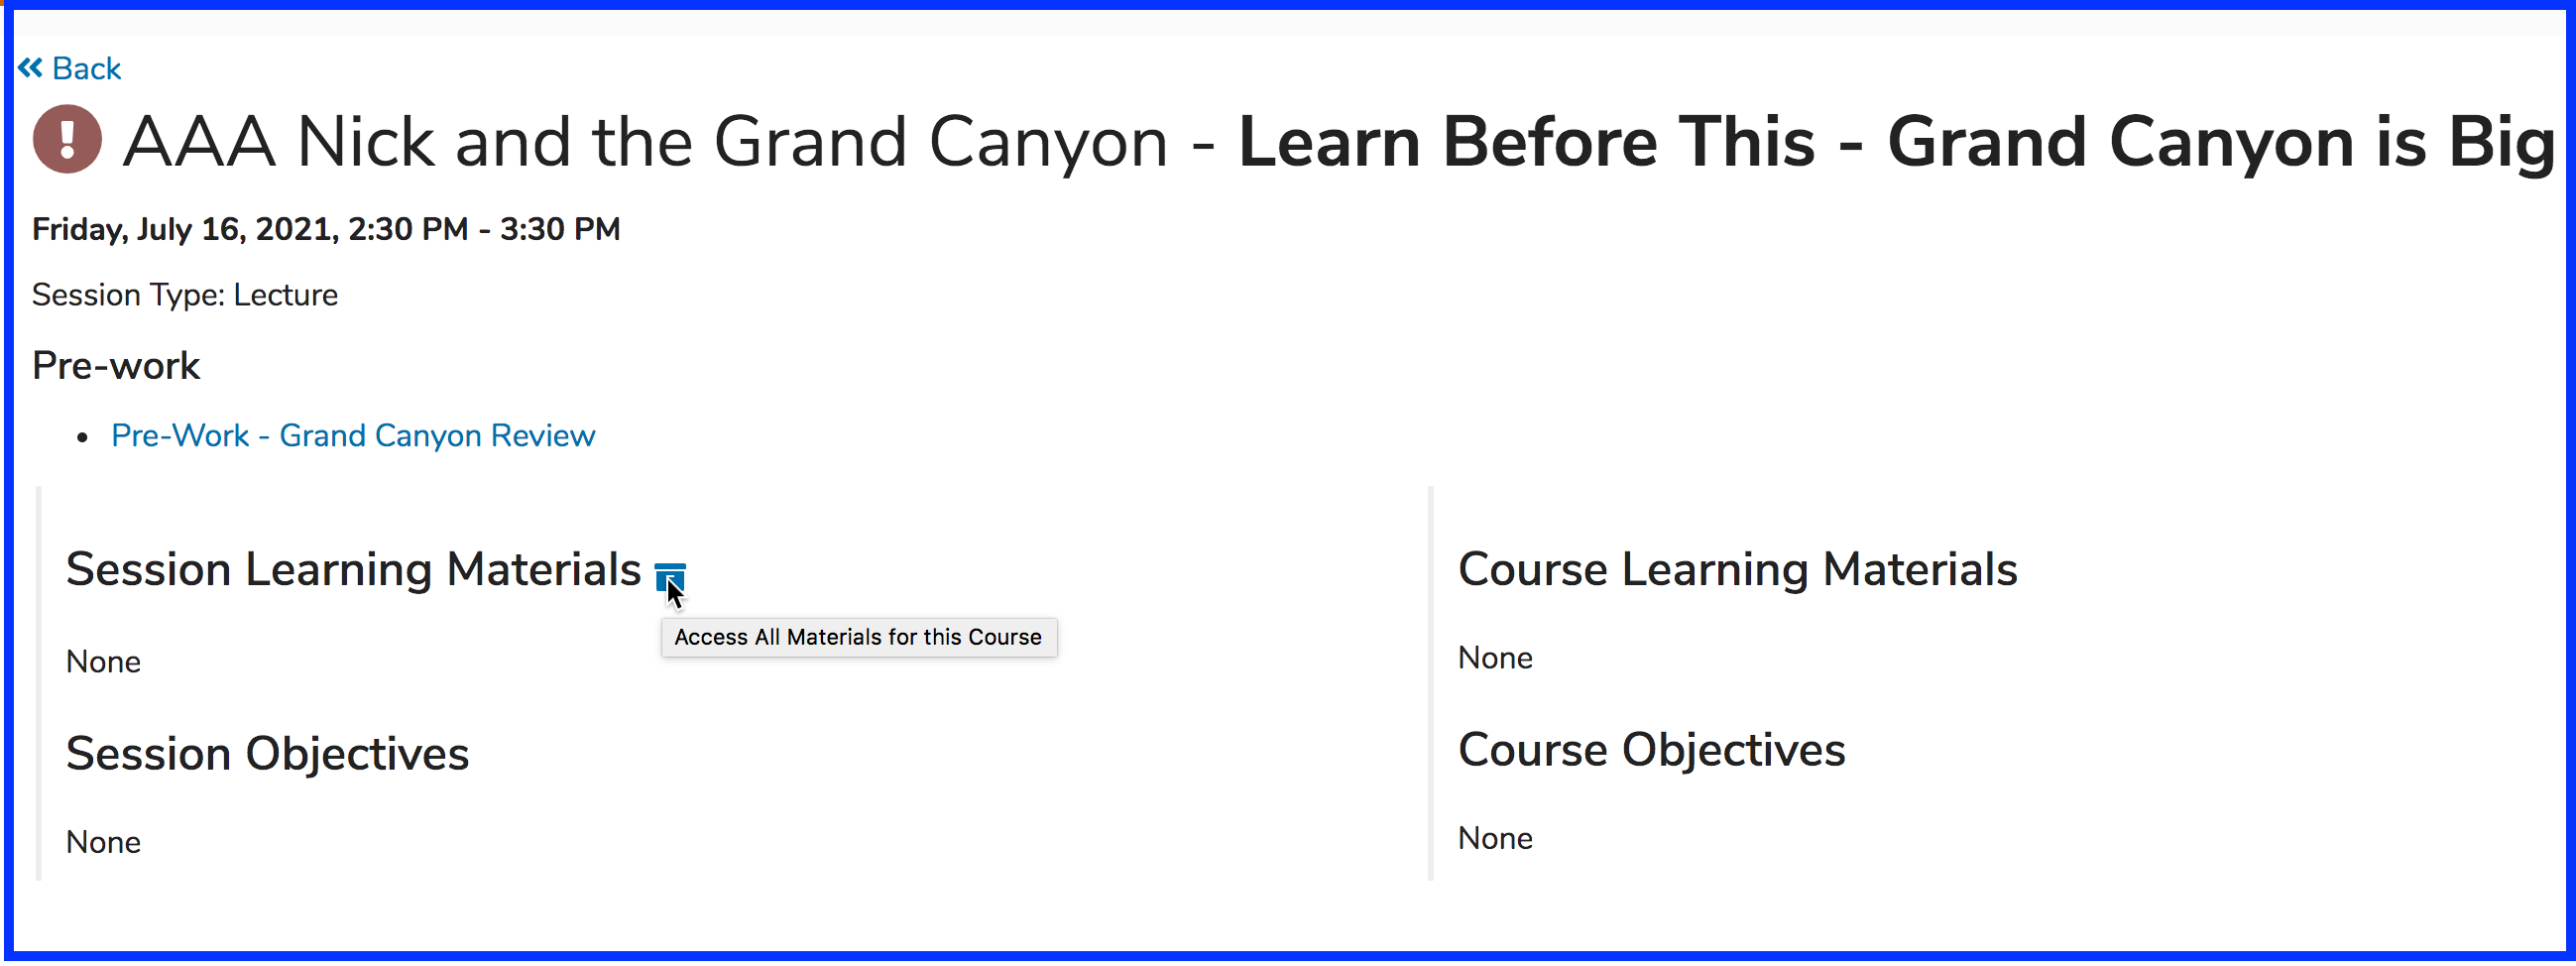 Back
AAA Nick and the Grand Canyon - Learn Before This - Grand Canyon is Big
Friday, July 16, 2021, 2:30 PM - 3:30 PM
Session Type: Lecture
Pre-work
Pre-Work - Grand Canyon Review
Session Learning Materials
Access All Materials for this Course
None
Session Objectives
None
Course Learning Materials
None
Course Objectives
None